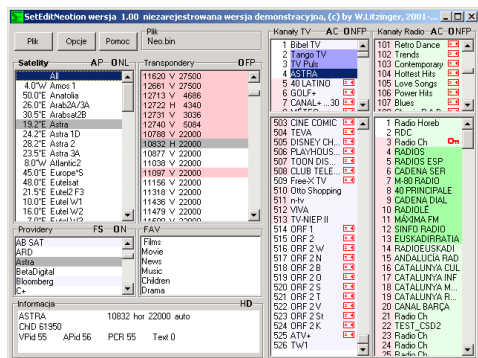 SetEditNeotion wersja 1.00 niezarejestrowana wersja demonstracyjna, (c) by W.Litzinger, 2001-...
Plik
Opcje
Pomoc
Plik
Neo.bin
Satelity AP ONL
All
4.0°W Amos 1
50.0°E Anatolia
26.0°E Arab2A/3A
30.5°E Arabsat2B
19.2°E Astra
24.2°E Astra 1D
28.2°E Astra 2
23.5°E Astra 3A
8.0°W Atlantic2
45.0°E Europe*S
48.0°E Eutelsat
21.5°E Eutel2 F3
10.0°E Eutel W1
16.0°E Eutel W2
Transpondery OFP
11620 V 27500
12661 V 27500
12713 V 4686
12722 H 4340
12731 V 3036
12740 V 5084
10788 V 22000
10832 H 22000
10877 V 22000
11038 V 22000
11097 V 22000
11156 V 22000
11318 V 22000
11436 V 22000
11479 V 22000
Providery FS ON
AB SAT
ARD
Astra
BetaDigital
Bloomberg
C+
FAV
Films
Movie
News
Music
Children
Drama
Informacja HD
ASTRA 10832 hor 22000 auto
ChID 61950
VPid 55 APid 56 PCR 55 Text 0
Kanały TV AC ONFP
1 Bibel TV
2 Tango TV
3 TV Puls
4 ASTRA
5 40 LATINO
6 GOLF+
7 CANAL+ ...30
503 CINE COMIC
504 TEVA
505 DISNEY CH...
506 PLAYHOUS...
507 TOON DIS...
508 CLUB TELE...
509 Free-X TV
510 Otto Shopping
511 n-tv
512 VIVA
513 TV-NIEP II
514 ORF 1
515 ORF 2
516 ORF 2 W
517 ORF 2 N
518 ORF 2 B
519 ORF 2 O
520 ORF 2 S
521 ORF 2 T
522 ORF 2 V
523 ORF 2 St
524 ORF 2 K
525 ATV+
526 TW1
Kanały Radio AC ONFP
101 Retro Dance
102 Trends
103 Contemporary
104 Hottest Hits
105 Love Songs
106 Power Hits
107 Blues
1 Radio Horeb
2 RDC
3 Radio Ch
4 RADIOS
5 RADIOS ESP
6 CADENA SER
7 M-80 RADIO
8 40 PRINCIPALE
9 CADENA DIAL
10 RADIOLÉ
11 MÁXIMA FM
12 SINFO RADIO
13 EUSKADIRRATIA
14 RADIOEUSKADI
15 ANDALUCÍA RAD
16 CATALUNYA CUL
17 CATALUNYA INF
18 CATALUNYA M...
19 CATALUNYA R...
20 CANAL BARÇA
21 Radio Ch
22 TEST_CSD2
23 Radio Ch
24 Radio Ch
25 Radio Ch